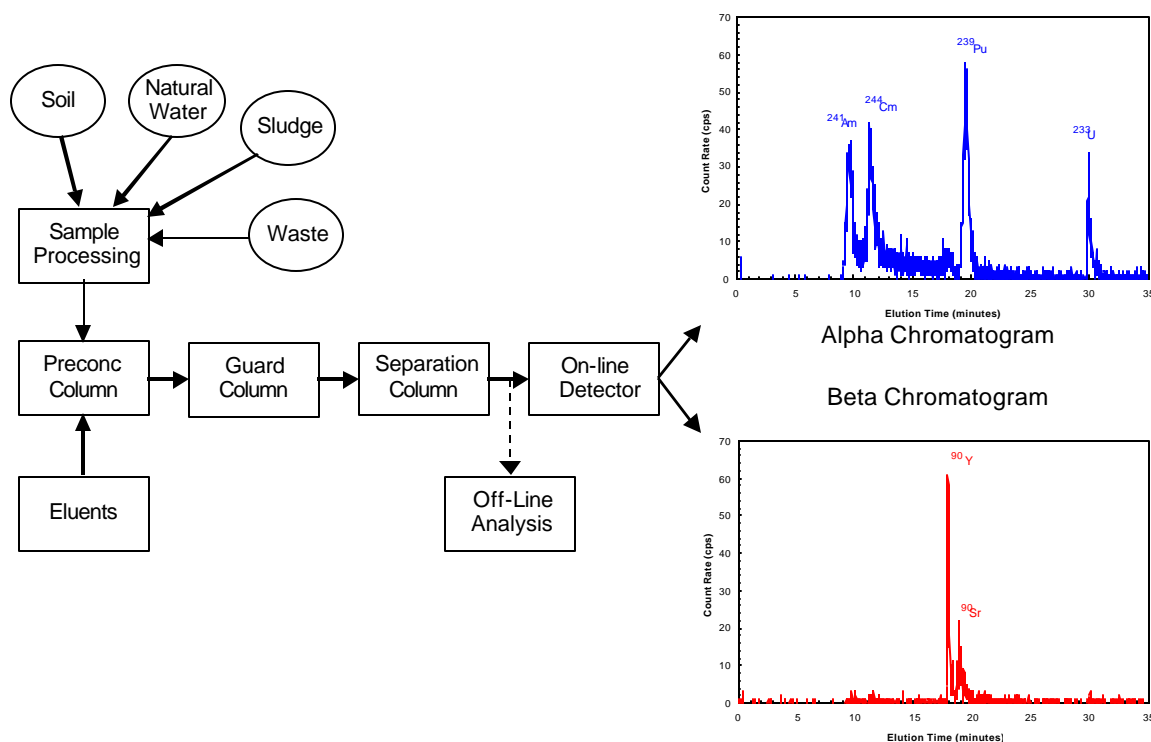 Soil
Natural
Water
Sludge
Waste
Sample
Processing
Preconc
Column
Guard
Column
Separation
Column
On-line
Detector
Eluents
Off-Line
Analysis
70
60
50
40
30
20
10
0
Count Rate (cps)
241Am
244Cm
239Pu
233U
0 5 10 15 20 25 30 35
Elution Time (minutes)
Alpha Chromatogram
Beta Chromatogram
70
60
50
40
30
20
10
0
Count Rate (cps)
90Y
90Sr
0 5 10 15 20 25 30 35
Elution Time (minutes)